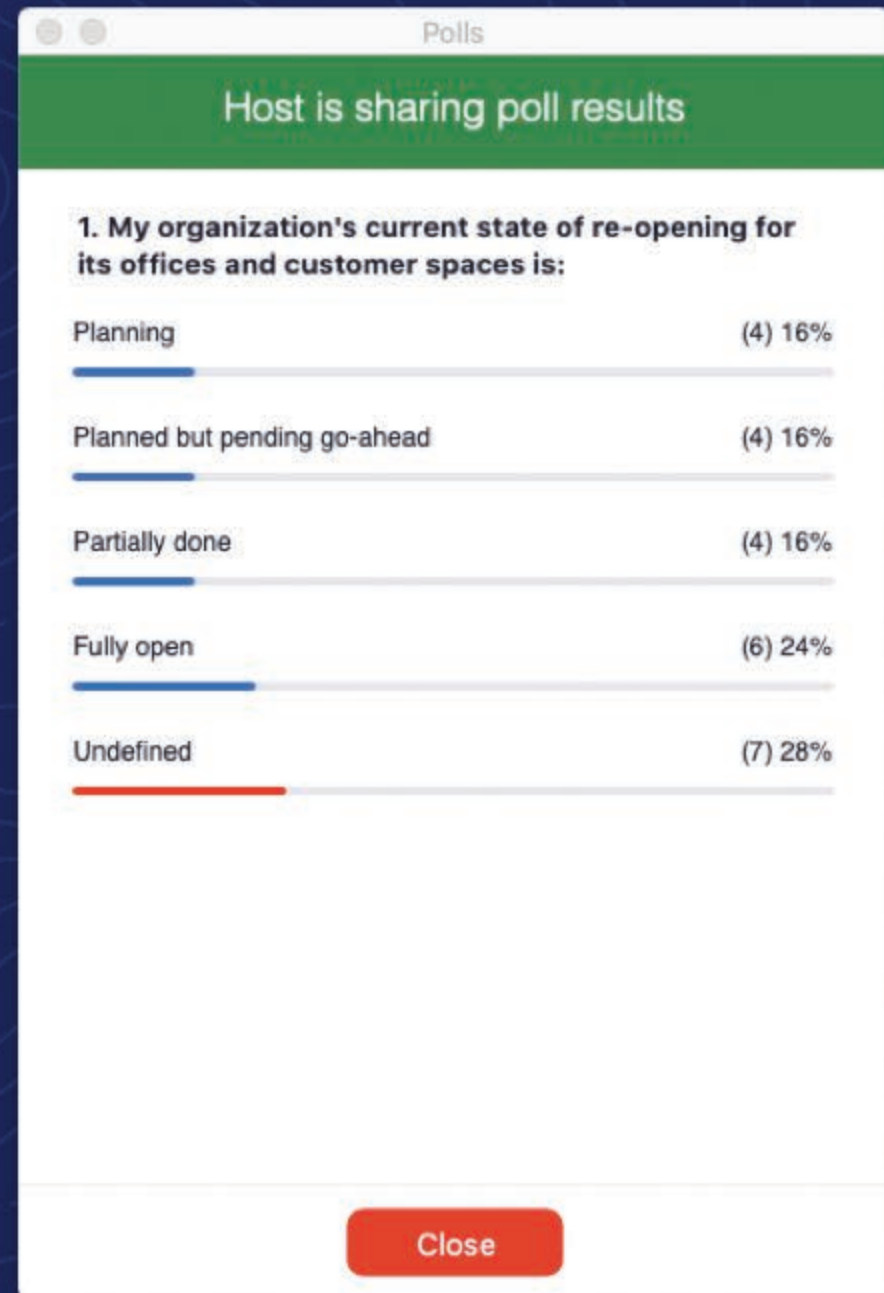 Polls
Host is sharing poll results
1. My organization's current state of re-opening for
its offices and customer spaces is:
Planning (4) 16%
Planned but pending go-ahead (4) 16%
Partially done (4) 16%
Fully open (6) 24%
Undefined (7) 28%
Close